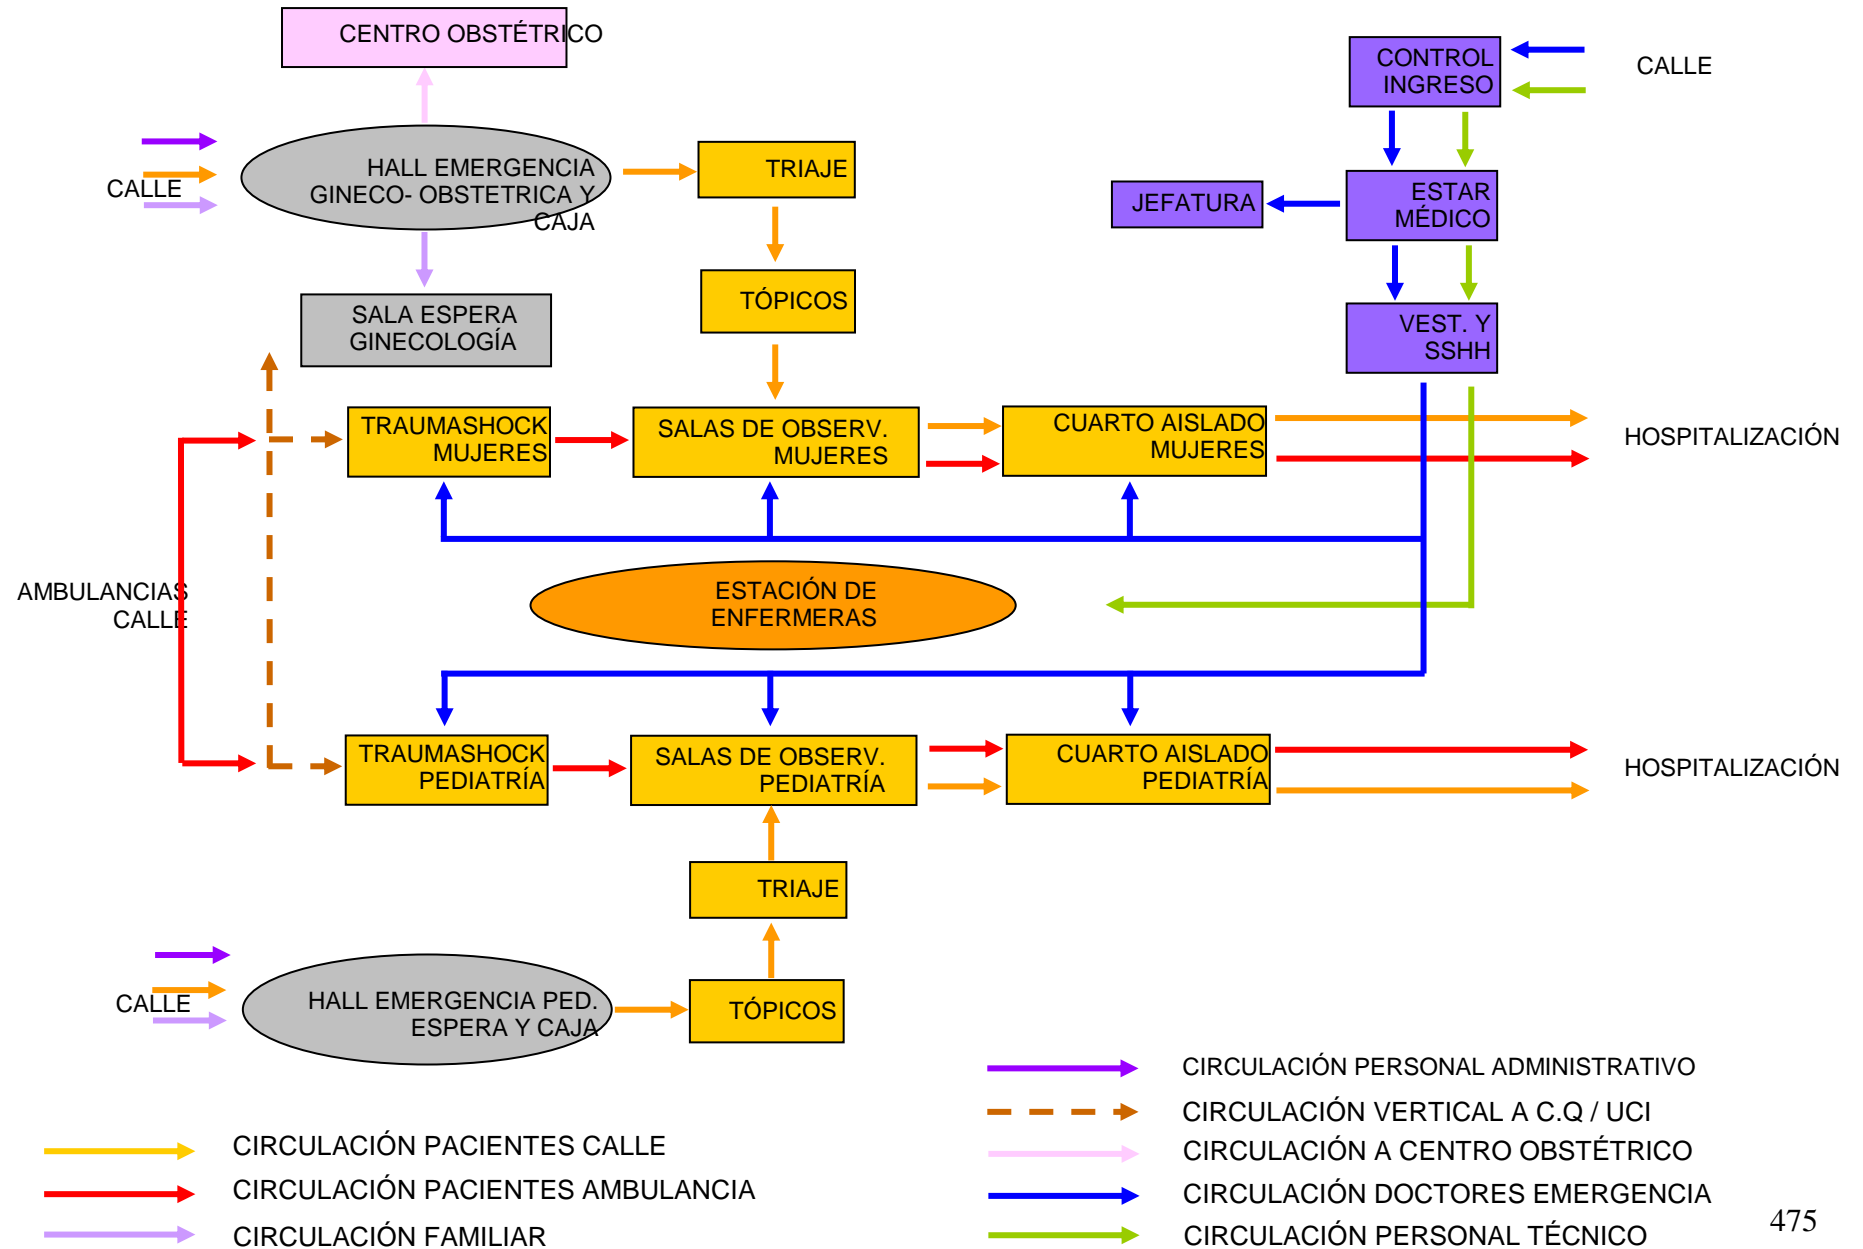 CENTRO OBSTÉTRICO
CONTROL
INGRESO
CALLE
HALL EMERGENCIA
GINECO- OBSTETRICA Y
CAJA
CALLE
TRIAJE
JEFATURA
ESTAR
MÉDICO
SALA ESPERA
GINECOLOGÍA
TÓPICOS
VEST. Y
SSHH
TRAUMASHOCK
MUJERES
SALAS DE OBSERV.
MUJERES
CUARTO AISLADO
MUJERES
HOSPITALIZACIÓN
AMBULANCIAS
CALLE
ESTACIÓN DE
ENFERMERAS
TRAUMASHOCK
PEDIATRÍA
SALAS DE OBSERV.
PEDIATRÍA
CUARTO AISLADO
PEDIATRÍA
HOSPITALIZACIÓN
TRIAJE
CALLE
HALL EMERGENCIA PED.
ESPERA Y CAJA
TÓPICOS
CIRCULACIÓN PACIENTES CALLE
CIRCULACIÓN PACIENTES AMBULANCIA
CIRCULACIÓN FAMILIAR
CIRCULACIÓN PERSONAL ADMINISTRATIVO
CIRCULACIÓN VERTICAL A C.Q / UCI
CIRCULACIÓN A CENTRO OBSTÉTRICO
CIRCULACIÓN DOCTORES EMERGENCIA
CIRCULACIÓN PERSONAL TÉCNICO
475